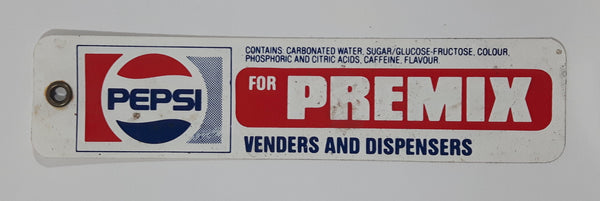 CONTAINS: CARBONATED WATER, SUGAR/GLUCOSE-FRUCTOSE, COLOUR,
PHOSPHORIC AND CITRIC ACIDS, CAFFEINE, FLAVOUR
PEPSI
FOR PREMIX
VENDERS AND DISPENSERS